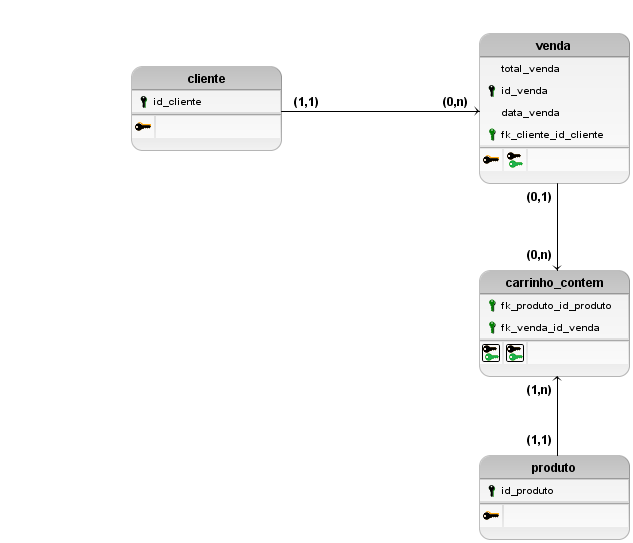 venda
total_venda
cliente
id_venda
id_cliente
(1,1)
(0,n)
data_venda
fk_cliente_id_cliente
(0,1)
(0,n)
carrinho_contem
fk_produto_id_produto
fk_venda_id_venda
(1,n)
(1,1)
produto
id_produto